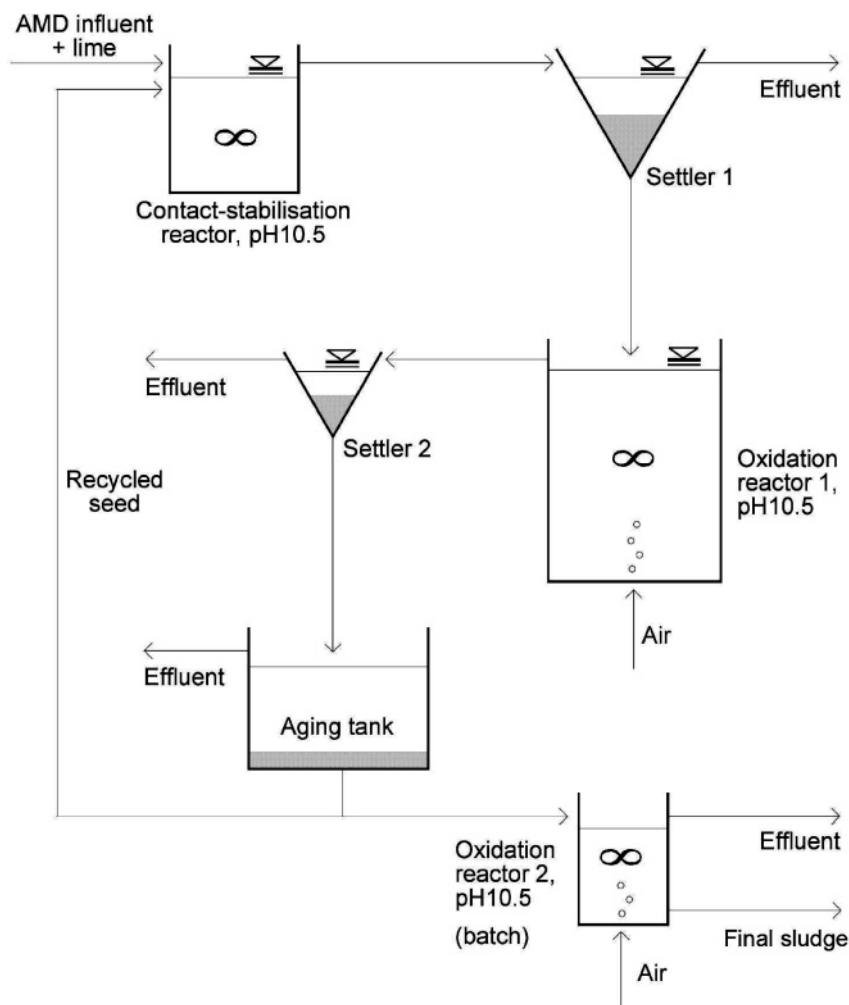 AMD influent
+ lime
Effluent
Settler 1
Contact-stabilisation
reactor, pH10.5
Effluent
Settler 2
Recycled
seed
Oxidation
reactor 1,
pH10.5
Air
Effluent
Aging tank
Oxidation
reactor 2,
pH10.5
(batch)
Effluent
Final sludge
Air